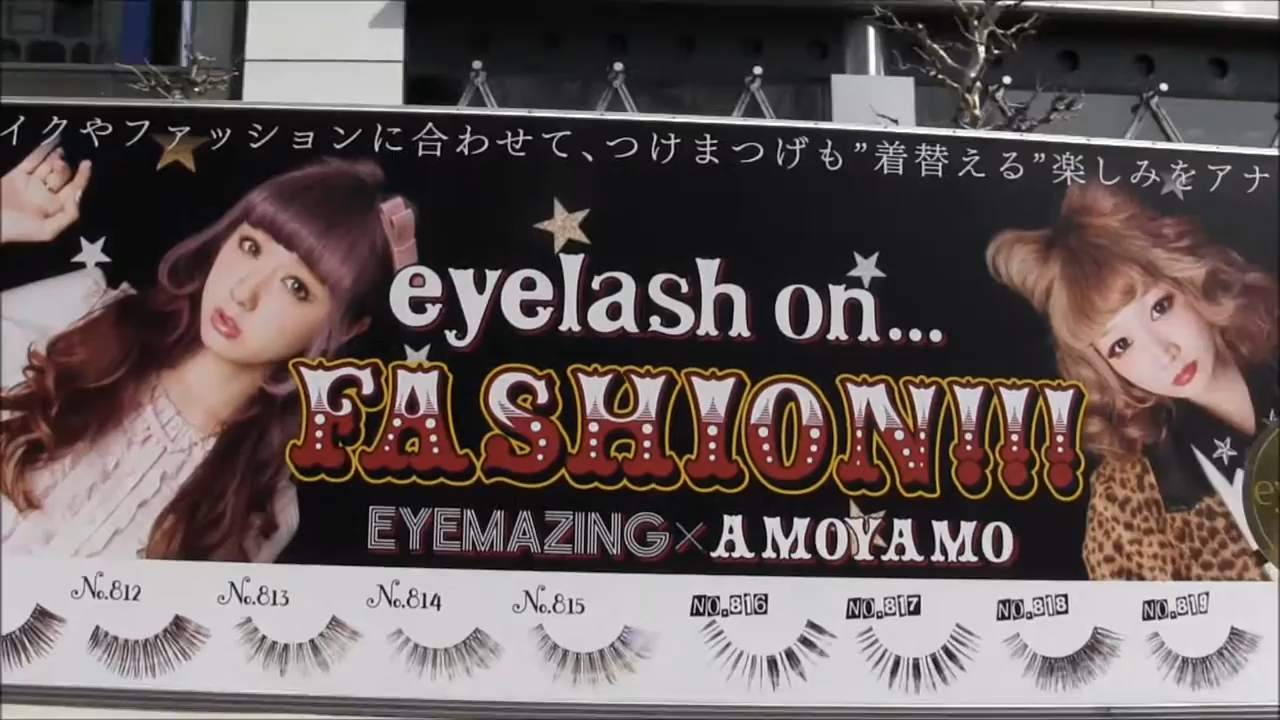 イクやファッションに合わせて、つけまつげも”着替える”楽しみをアナ
eyelash on...
FASHION!!!
EYEMAZING×AMOYAMO
No.812 No.813 No.814 No.815 NO.816 NO.817 NO.818 NO.819